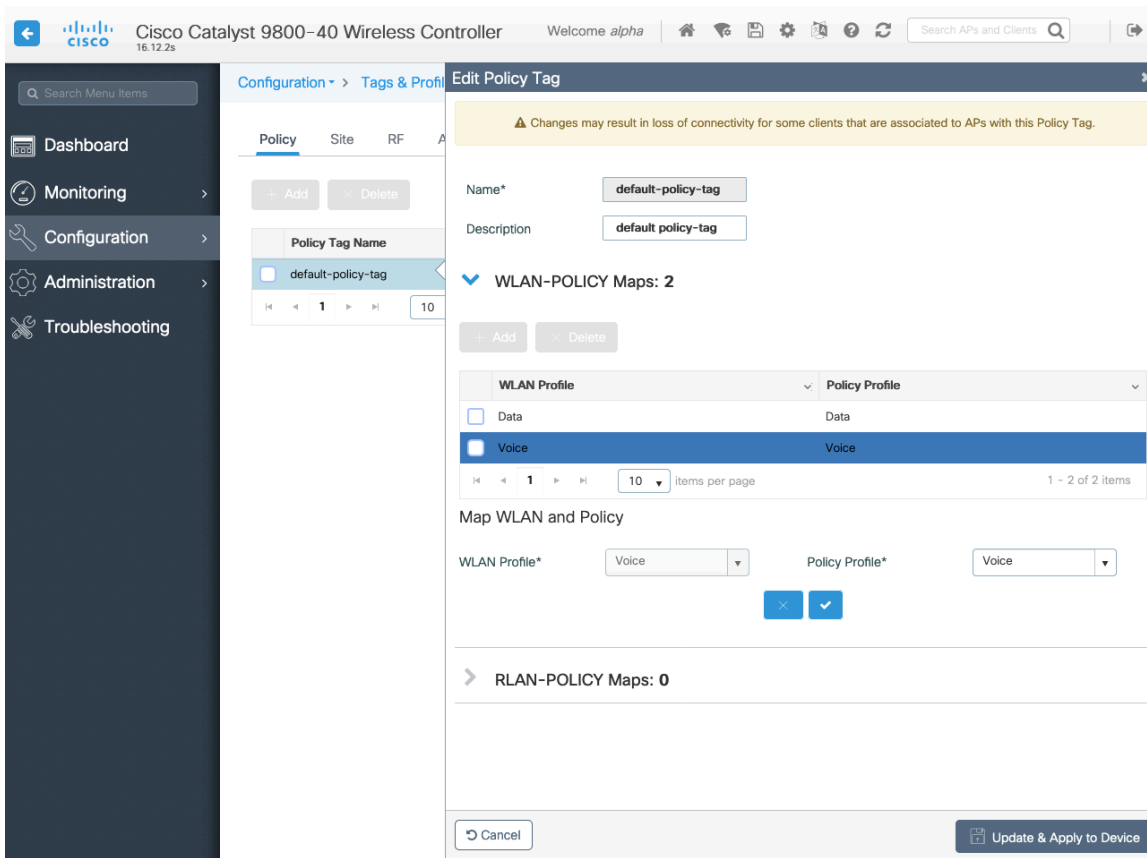 CISCO
Cisco Catalyst 9800-40 Wireless Controller
16.12.2s
Welcome alpha
Search APs and Clients
Search Menu Items
Dashboard
Monitoring
Configuration
Administration
Troubleshooting
Configuration > Tags & Profil
Policy Site RF A
+ Add × Delete
Policy Tag Name
default-policy-tag
1 10
Edit Policy Tag
Changes may result in loss of connectivity for some clients that are associated to APs with this Policy Tag.
Name* default-policy-tag
Description default policy-tag
WLAN-POLICY Maps: 2
+ Add × Delete
WLAN Profile Policy Profile
Data Data
Voice Voice
1 10 items per page 1 - 2 of 2 items
Map WLAN and Policy
WLAN Profile* Voice Policy Profile* Voice
RLAN-POLICY Maps: 0
Cancel Update & Apply to Device